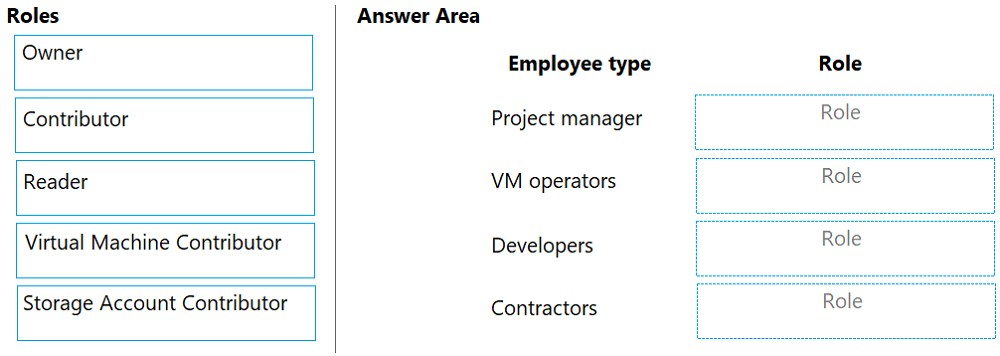 Roles
Owner
Contributor
Reader
Virtual Machine Contributor
Storage Account Contributor
Answer Area
Employee type Role
Project manager Role
VM operators Role
Developers Role
Contractors Role